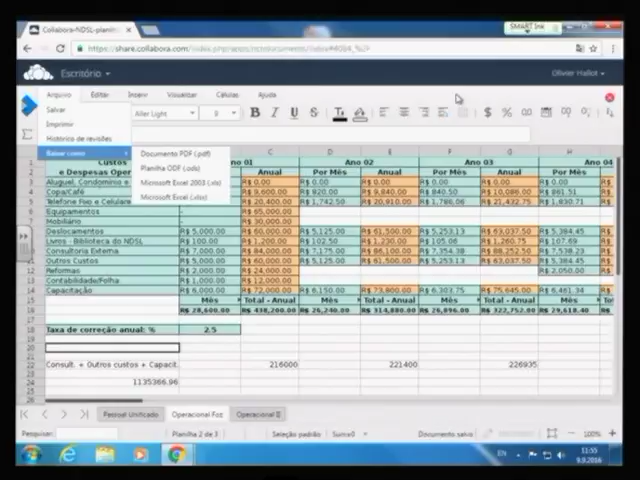 Collabora-NDSL-planilh
SMART Ink
https://share.collabora.com/index.php/apps/richdocuments/
Escritório
Olivier Hallot
Arquivo Editar Inserir Visualizar Células Ajuda
Salvar
Imprimir
Histórico de revisões
Baixar como
Documento PDF (.pdf)
Planilha ODF (.ods)
Microsoft Excel 2003 (.xls)
Microsoft Excel (.xlsx)
Aller Light
B I U S
C D E F G H
Custos Ano 01 Ano 02 Ano 03 Ano 04
e Despesas Oper Anual Por Mês Anual Por Mês Anual Por Mês
Aluguel, Condomínio e R$ 0.00 R$ 0.00 R$ 0.00 R$ 0.00 R$ 0.00 R$ 0.00
Copa/Café R$ 9,600.00 R$ 820.00 R$ 9,840.00 R$ 840.50 R$ 10,086.00 R$ 861.51
Telefone Fixo e Celulare R$ 20,400.00 R$ 1,742.50 R$ 20,910.00 R$ 1,786.06 R$ 21,432.75 R$ 1,830.71
Equipamentos - R$ 65,000.00
Mobiliário - R$ 30,000.00
Deslocamentos R$ 5,000.00 R$ 60,000.00 R$ 5,125.00 R$ 61,500.00 R$ 5,253.13 R$ 63,037.50 R$ 5,384.45
Livros - Biblioteca do NDSL R$ 100.00 R$ 1,200.00 R$ 102.50 R$ 1,230.00 R$ 105.06 R$ 1,260.75 R$ 107.69
Consultoria Externa R$ 7,000.00 R$ 84,000.00 R$ 7,175.00 R$ 86,100.00 R$ 7,354.38 R$ 88,252.50 R$ 7,538.23
Outros Custos R$ 5,000.00 R$ 60,000.00 R$ 5,125.00 R$ 61,500.00 R$ 5,253.13 R$ 63,037.50 R$ 5,384.45
Reformas R$ 2,000.00 R$ 24,000.00 R$ 2,050.00
Contabilidade/Folha R$ 1,000.00 R$ 12,000.00
Capacitação R$ 6,000.00 R$ 72,000.00 R$ 6,150.00 R$ 73,800.00 R$ 6,303.75 R$ 75,645.00 R$ 6,461.34
Mês Total - Anual Mês Total - Anual Mês Total - Anual Mês
R$ 28,600.00 R$ 438,200.00 R$ 26,240.00 R$ 314,880.00 R$ 26,896.00 R$ 322,752.00 R$ 29,618.40
Taxa de correção anual: % 2.5
Consult. + Outros custos + Capacit. 216000 221400 226935
1135366.96
Pessoal Unificado Operacional Foz Operacional II
Pesquisar: Planilha 2 de 3 Seleção padrão Soma=0 Documento salvo 100%
EN 11:55
9.9.2016